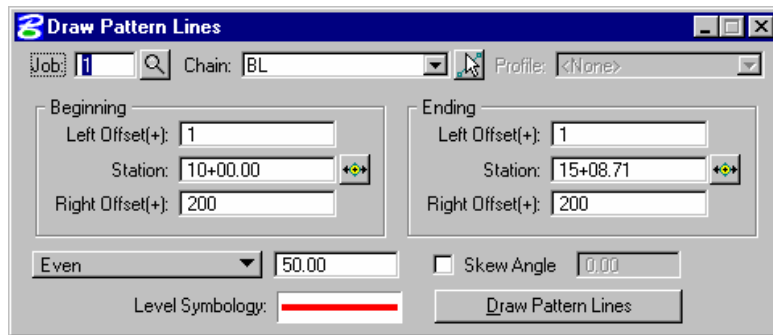 Draw Pattern Lines
Job: 1 Chain: BL Profile: <None>
Beginning
Left Offset(+): 1
Station: 10+00.00
Right Offset(+): 200
Ending
Left Offset(+): 1
Station: 15+08.71
Right Offset(+): 200
Even 50.00 Skew Angle 0.00
Level Symbology: Draw Pattern Lines